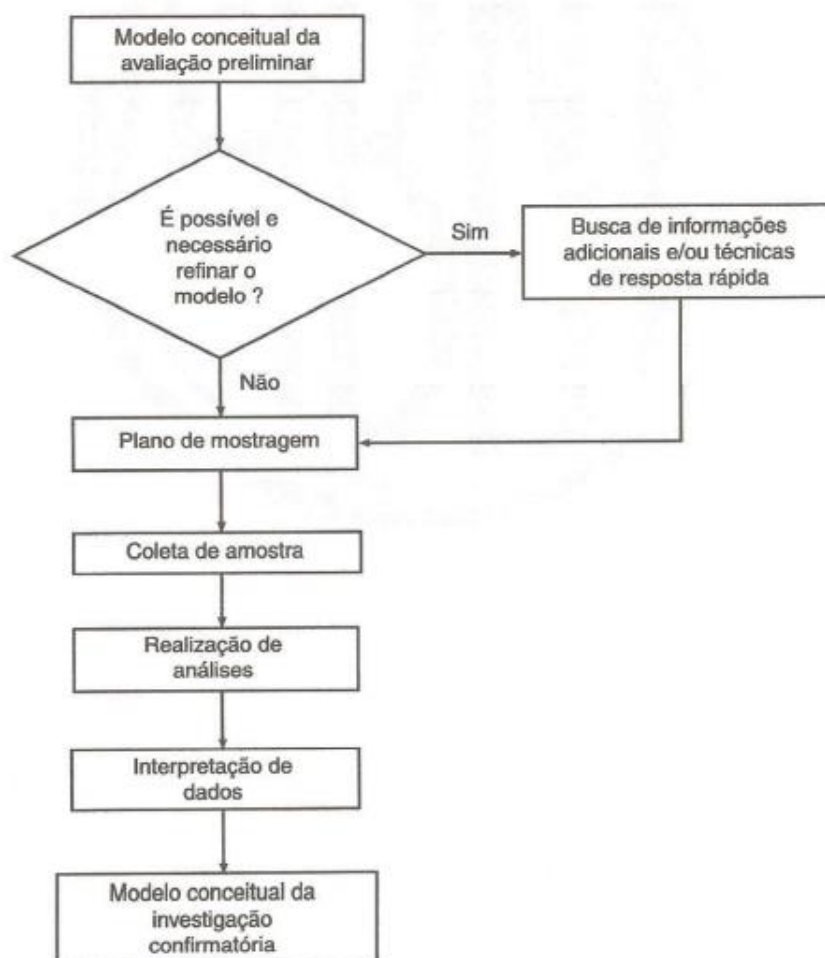 Modelo conceitual da
avaliação preliminar
É possível e
necessário
refinar o
modelo ?
Sim
Busca de informações
adicionais e/ou técnicas
de resposta rápida
Não
Plano de mostragem
Coleta de amostra
Realização de
análises
Interpretação de
dados
Modelo conceitual da
investigação
confirmatória